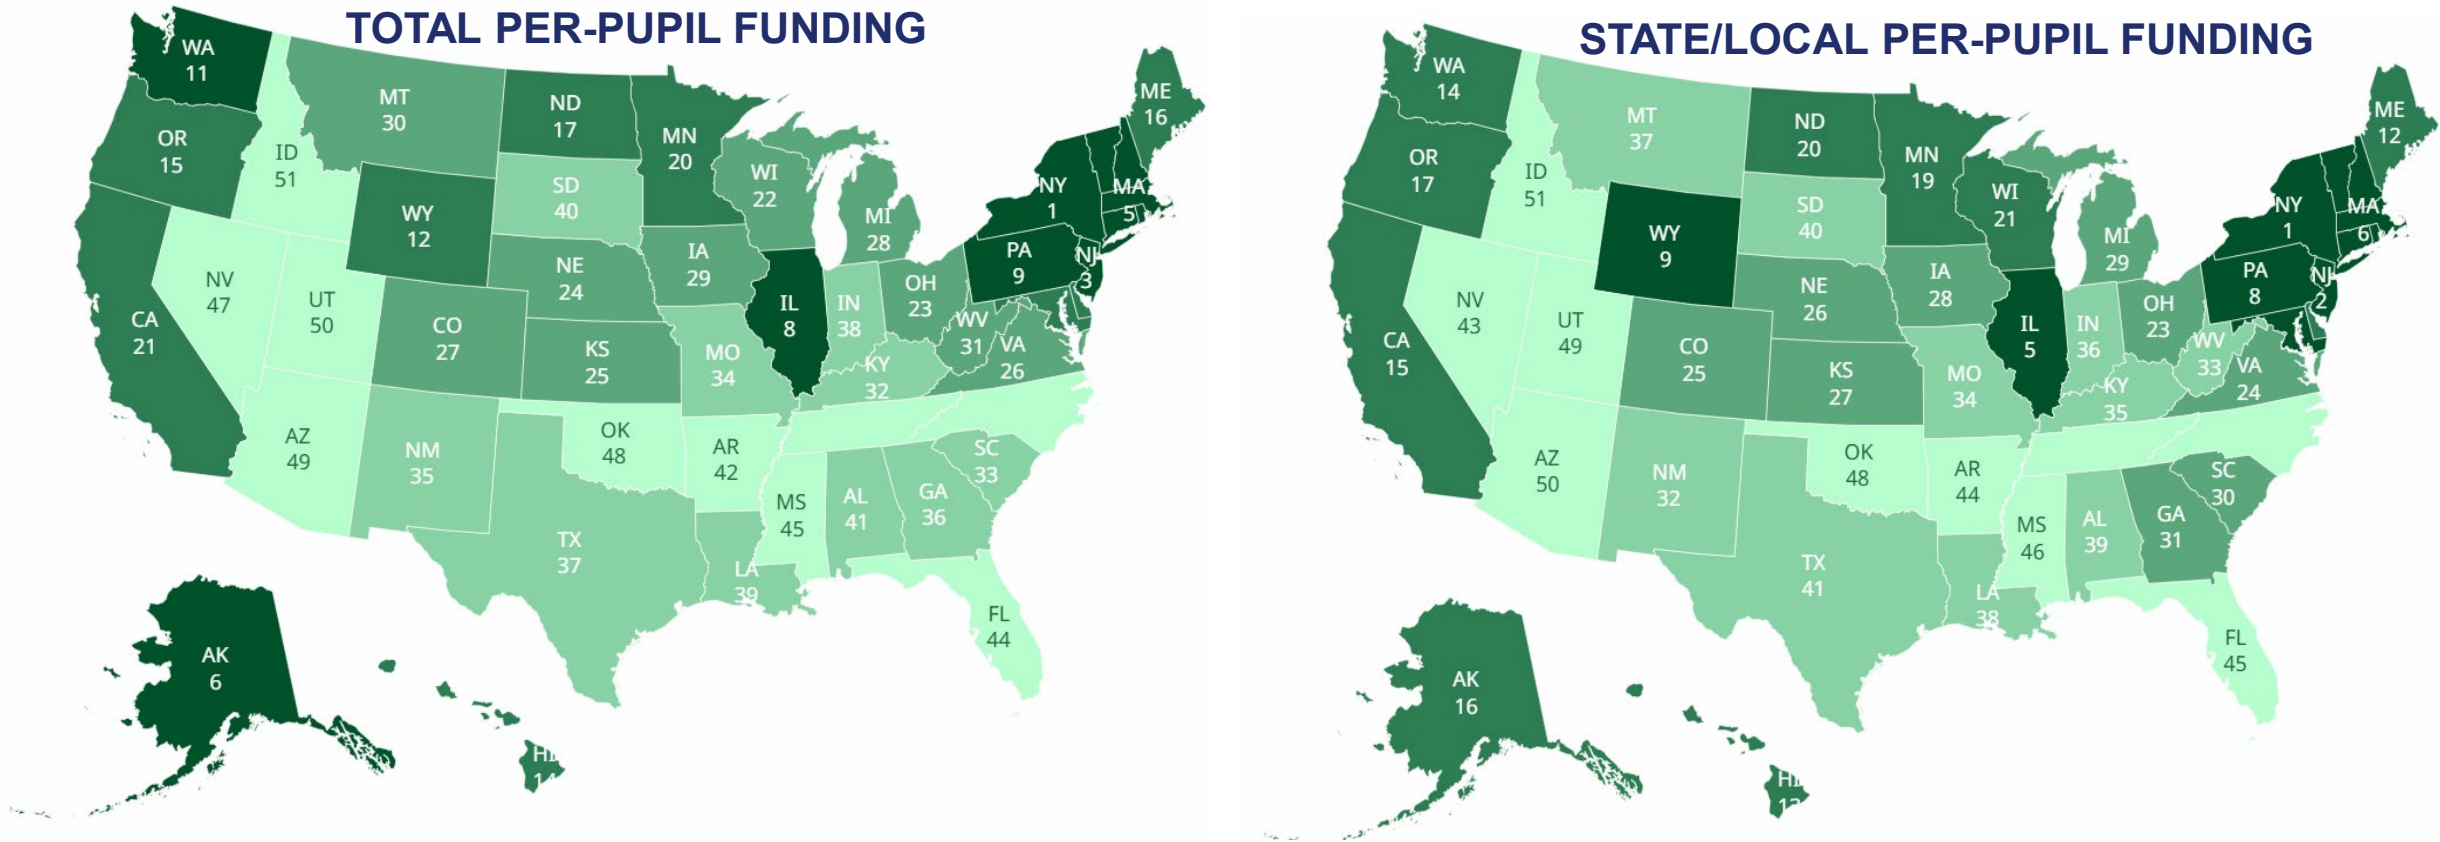 TOTAL PER-PUPIL FUNDING
WA
11
OR
15
CA
21
ID
51
NV
47
MT
30
WY
12
UT
50
AZ
49
CO
27
NM
35
ND
17
SD
40
NE
24
KS
25
OK
48
TX
37
MN
20
IA
29
MO
34
AR
42
LA
39
WI
22
IL
8
MS
45
MI
28
IN
38
KY
32
AL
41
OH
23
WV
31
VA
26
GA
36
SC
33
FL
44
PA
9
NY
1
NJ
3
MA
5
ME
16
AK
6
HI
14
STATE/LOCAL PER-PUPIL FUNDING
WA
14
OR
17
CA
15
ID
51
NV
43
MT
37
WY
9
UT
49
AZ
50
CO
25
NM
32
ND
20
SD
40
NE
26
KS
27
OK
48
TX
41
MN
19
IA
28
MO
34
AR
44
LA
38
WI
21
IL
5
MS
46
MI
29
IN
36
KY
35
AL
39
OH
23
WV
33
VA
24
GA
31
SC
30
FL
45
PA
8
NY
1
NJ
2
MA
6
ME
12
AK
16
HI